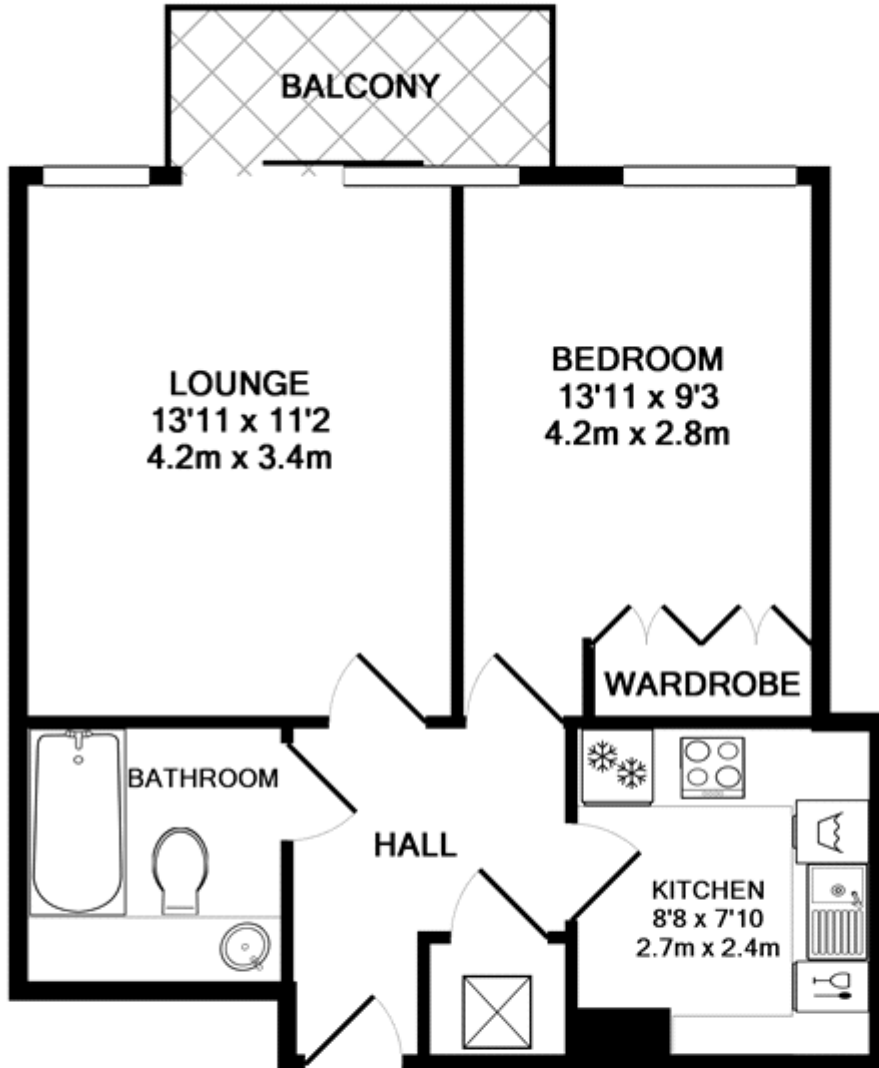 BALCONY
LOUNGE
13'11 x 11'2
4.2m x 3.4m
BEDROOM
13'11 x 9'3
4.2m x 2.8m
WARDROBE
BATHROOM
HALL
KITCHEN
8'8 x 7'10
2.7m x 2.4m